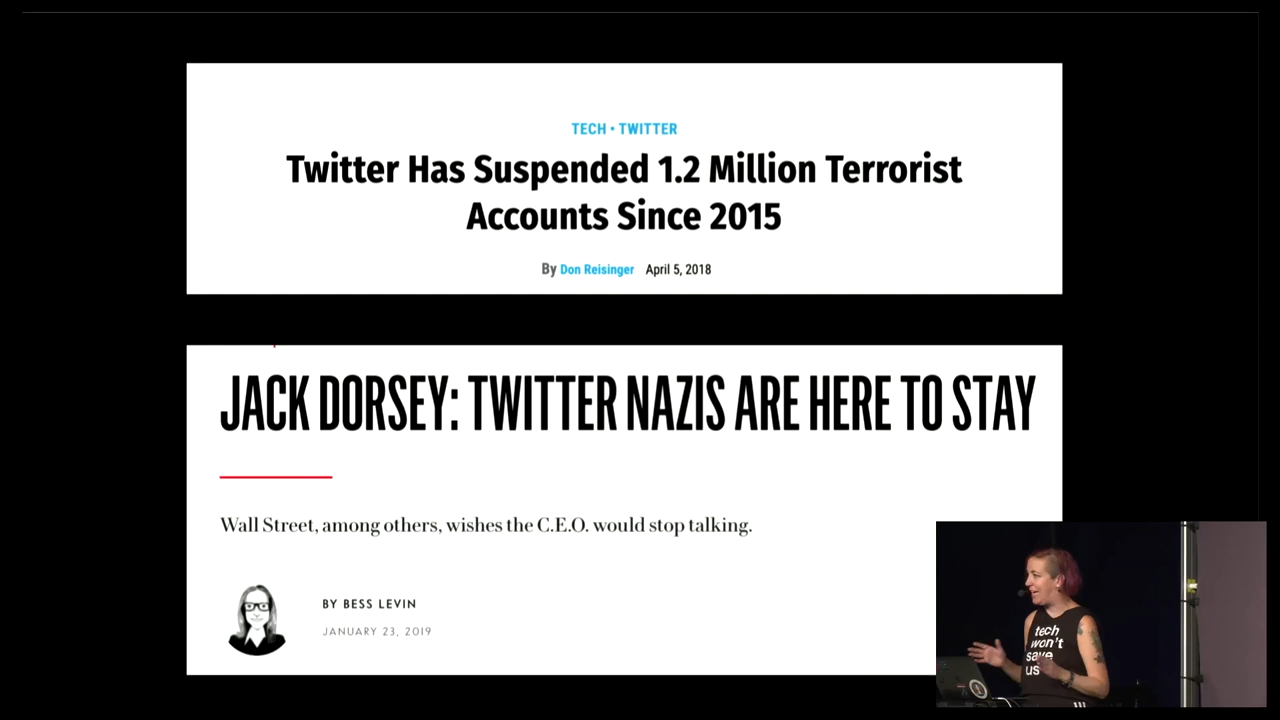 TECH • TWITTER
Twitter Has Suspended 1.2 Million Terrorist
Accounts Since 2015
By Don Reisinger April 5, 2018
JACK DORSEY: TWITTER NAZIS ARE HERE TO STAY
Wall Street, among others, wishes the C.E.O. would stop talking.
BY BESS LEVIN
JANUARY 23, 2019
tech
won't
save
us